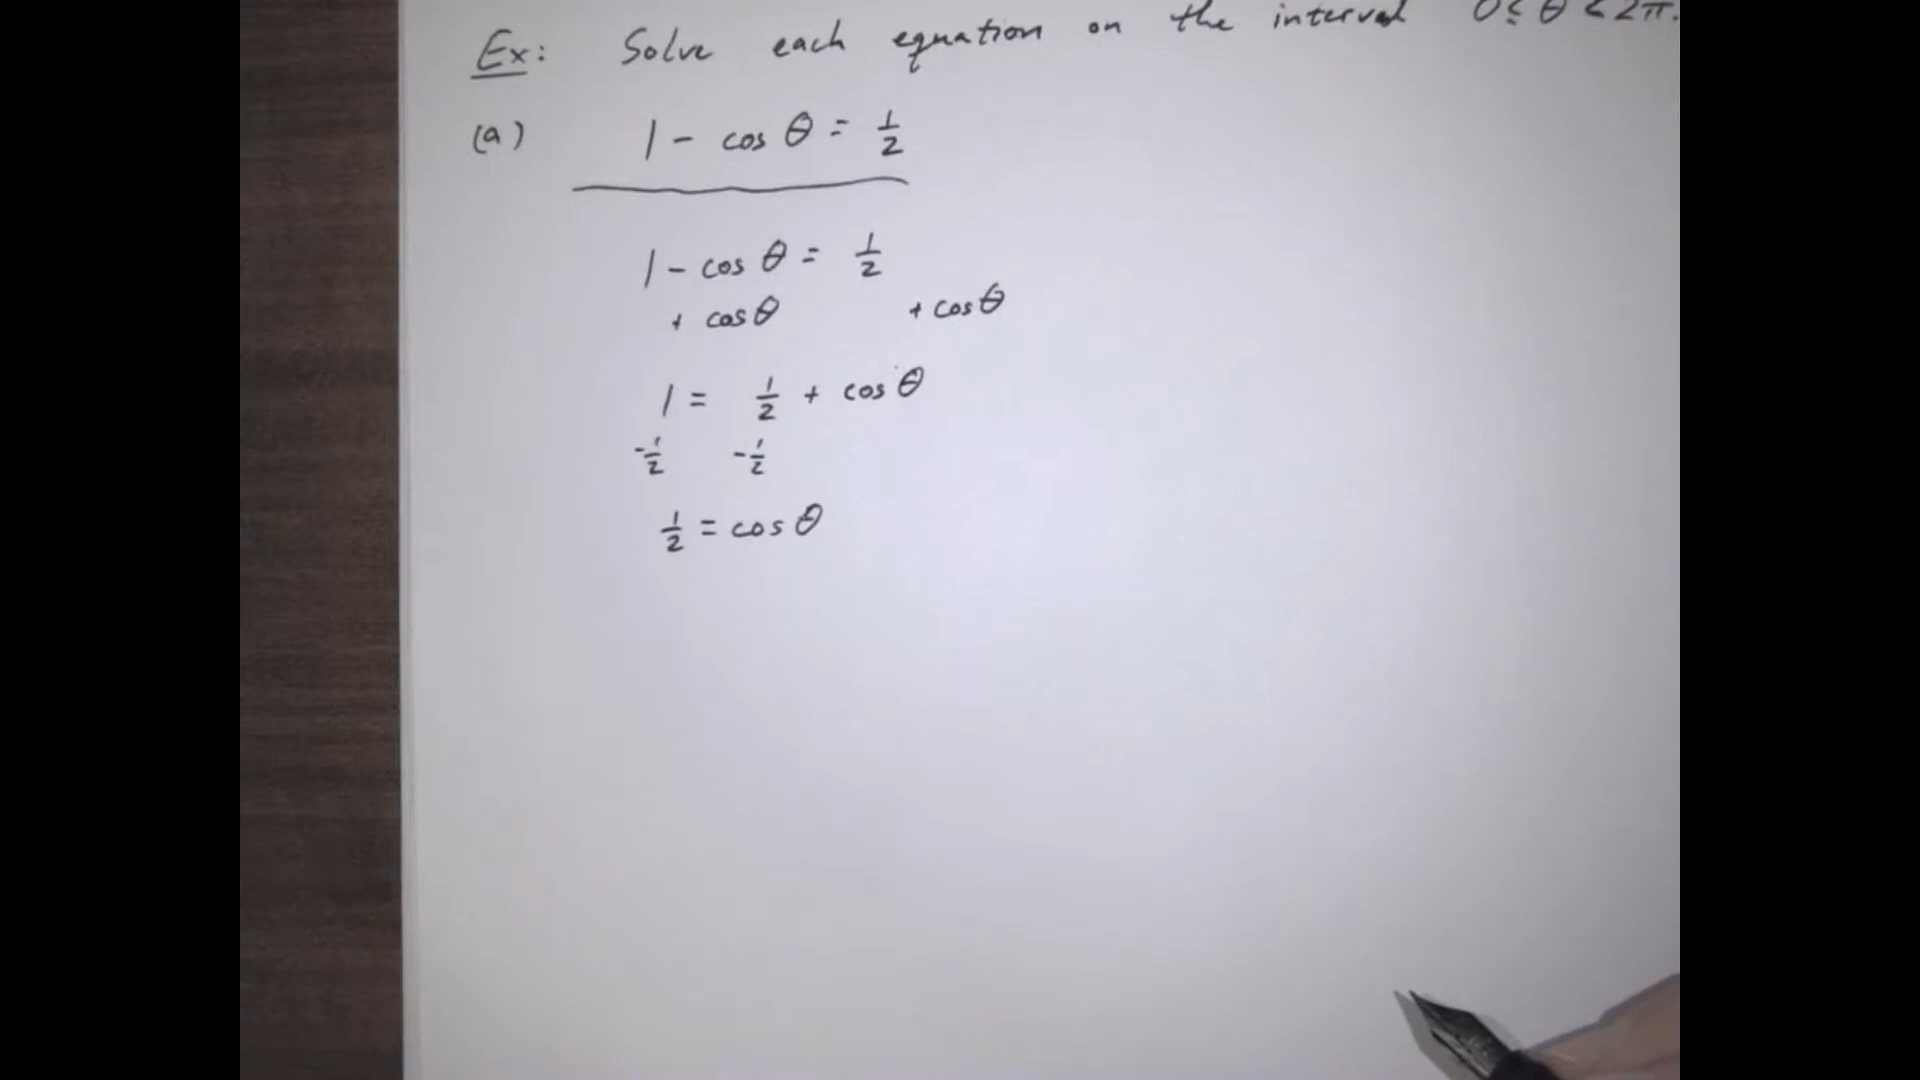 Ex: Solve each equation on the interval 0 ≤ θ < 2π.
(a) 1 - cos θ = 1/2
1 - cos θ = 1/2
+ cos θ + cos θ
1 = 1/2 + cos θ
-1/2 -1/2
1/2 = cos θ